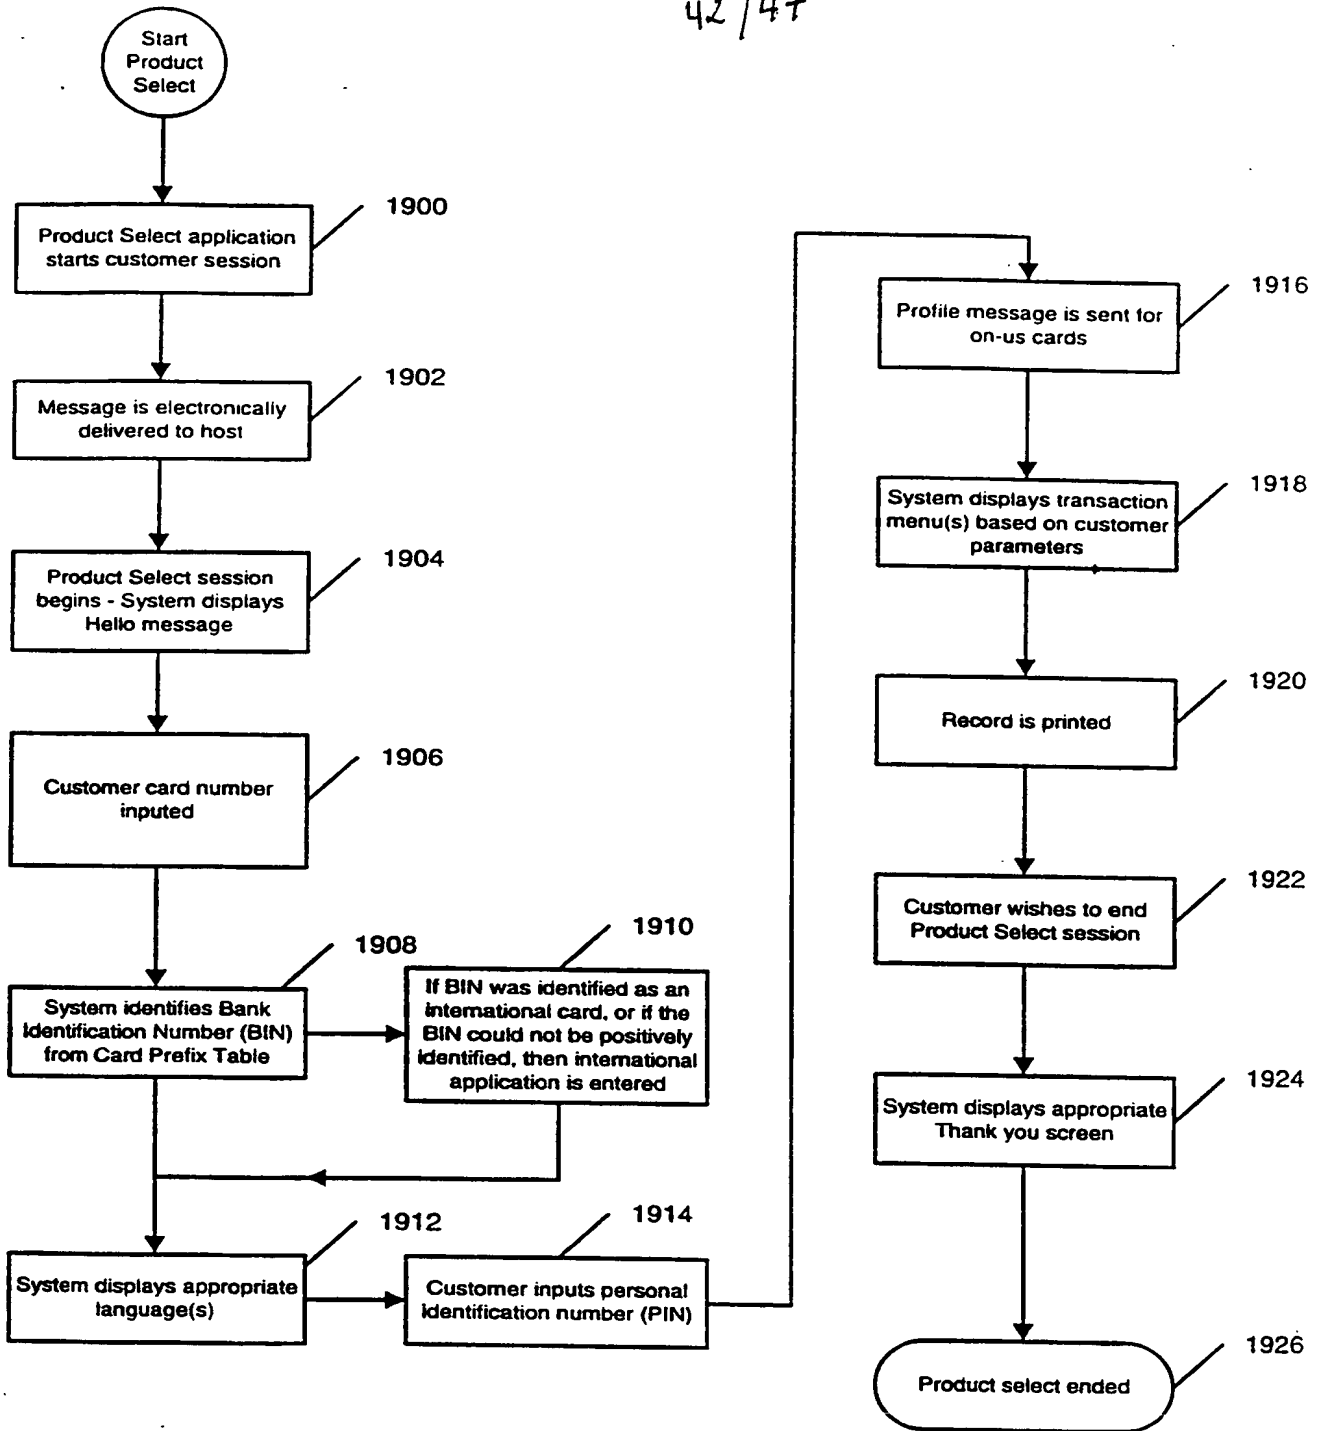 42/47
Start
Product
Select
1900
Product Select application
starts customer session
1902
Message is electronically
delivered to host
1904
Product Select session
begins - System displays
Hello message
1906
Customer card number
inputed
1908
System identifies Bank
Identification Number (BIN)
from Card Prefix Table
1910
If BIN was identified as an
international card, or if the
BIN could not be positively
identified, then international
application is entered
1912
System displays appropriate
language(s)
1914
Customer inputs personal
identification number (PIN)
1916
Profile message is sent for
on-us cards
1918
System displays transaction
menu(s) based on customer
parameters
1920
Record is printed
1922
Customer wishes to end
Product Select session
1924
System displays appropriate
Thank you screen
1926
Product select ended